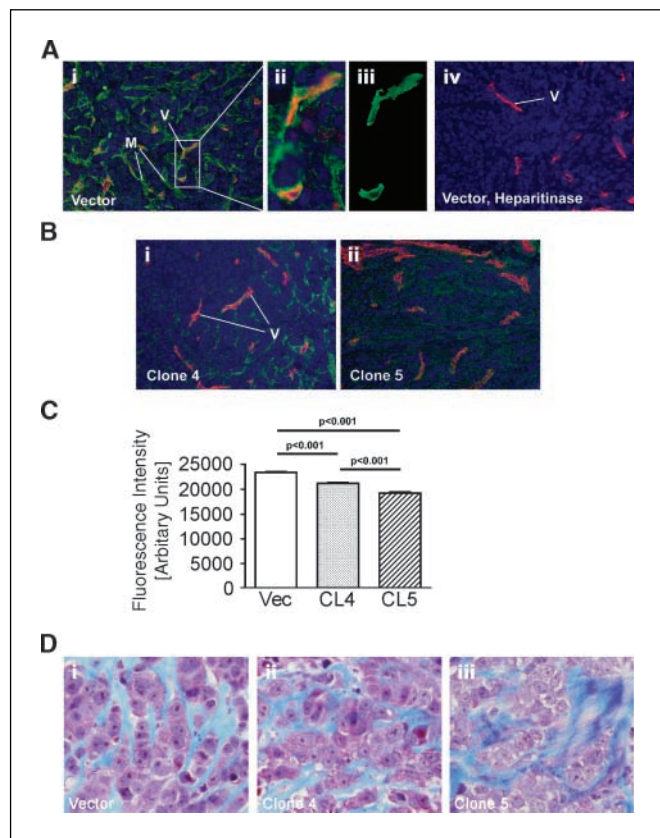 A
i
ii
iii
iv
V
M
V
Vector
Vector, Heparitinase
B
i
ii
V
Clone 4
Clone 5
C
p<0.001
p<0.001
p<0.001
Fluorescence Intensity
[Arbitary Units]
25000
20000
15000
10000
5000
0
Vec CL4 CL5
D
i
ii
iii
Vector
Clone 4
Clone 5